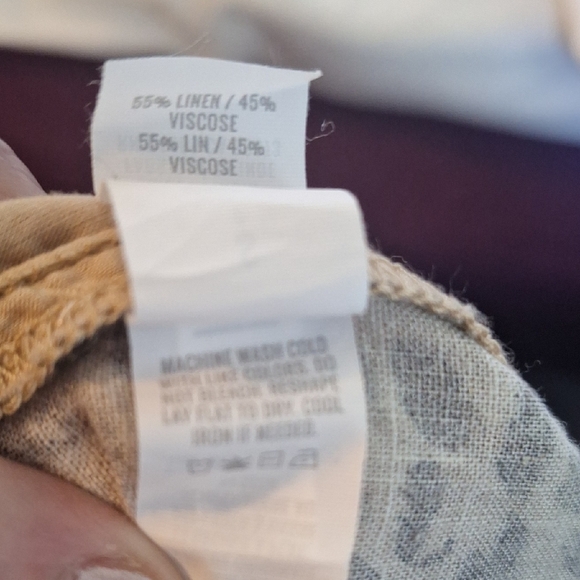 55% LINEN / 45%
VISCOSE
55% LIN / 45%
VISCOSE
MACHINE WASH COLD
WITH LIKE COLORS. DO
NOT BLEACH. RESHAPE
LAY FLAT TO DRY. COOL
IRON IF NEEDED.